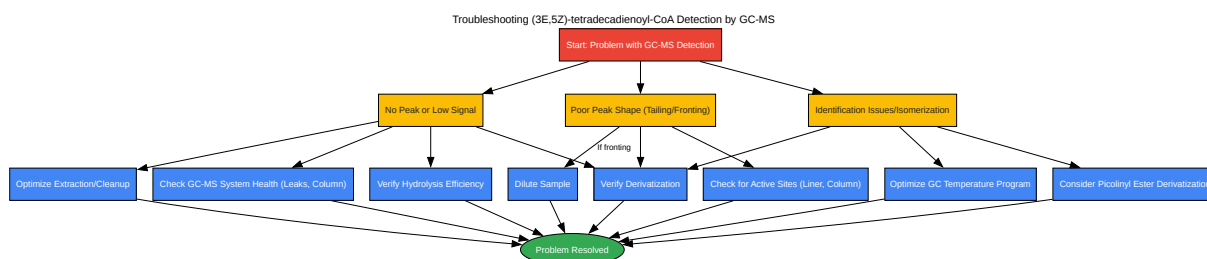 Troubleshooting (3E,5Z)-tetradecadienoyl-CoA Detection by GC-MS
Start: Problem with GC-MS Detection
No Peak or Low Signal
Poor Peak Shape (Tailing/Fronting)
Identification Issues/Isomerization
If fronting
Optimize Extraction/Cleanup
Check GC-MS System Health (Leaks, Column)
Verify Hydrolysis Efficiency
Dilute Sample
Verify Derivatization
Check for Active Sites (Liner, Column)
Optimize GC Temperature Program
Consider Picolinyl Ester Derivatization
Problem Resolved